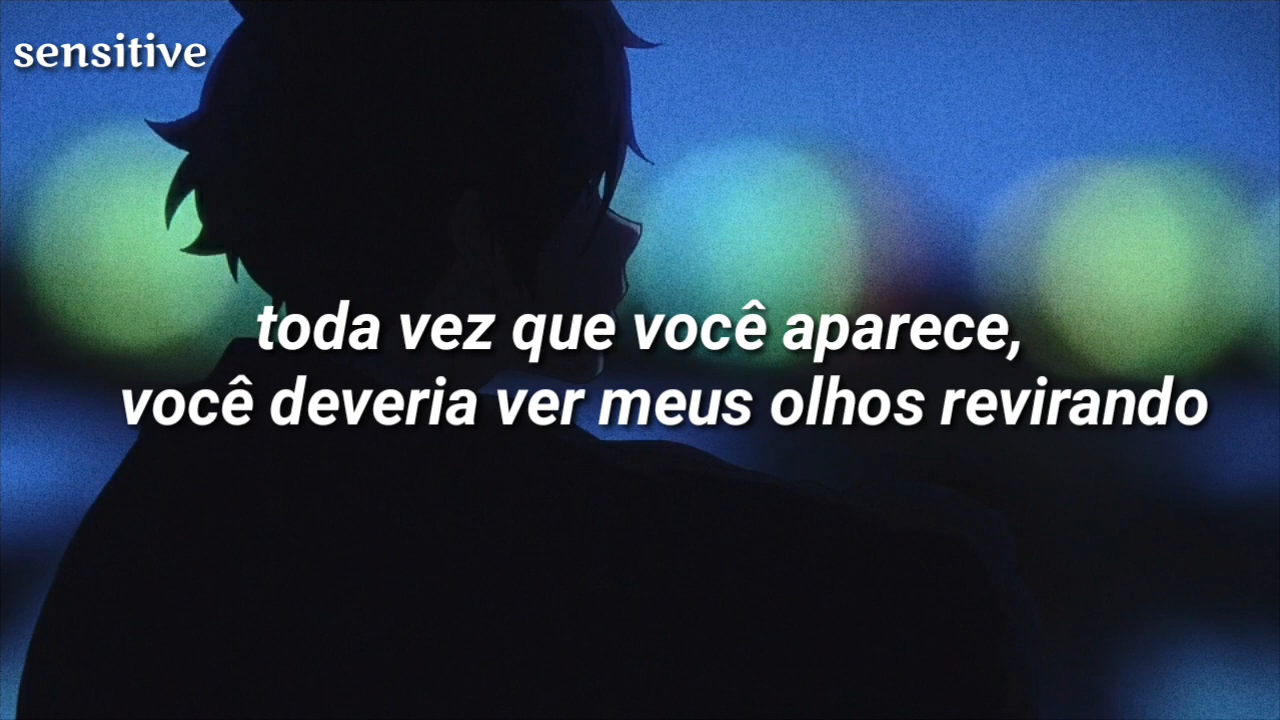 sensitive
toda vez que você aparece,
você deveria ver meus olhos revirando